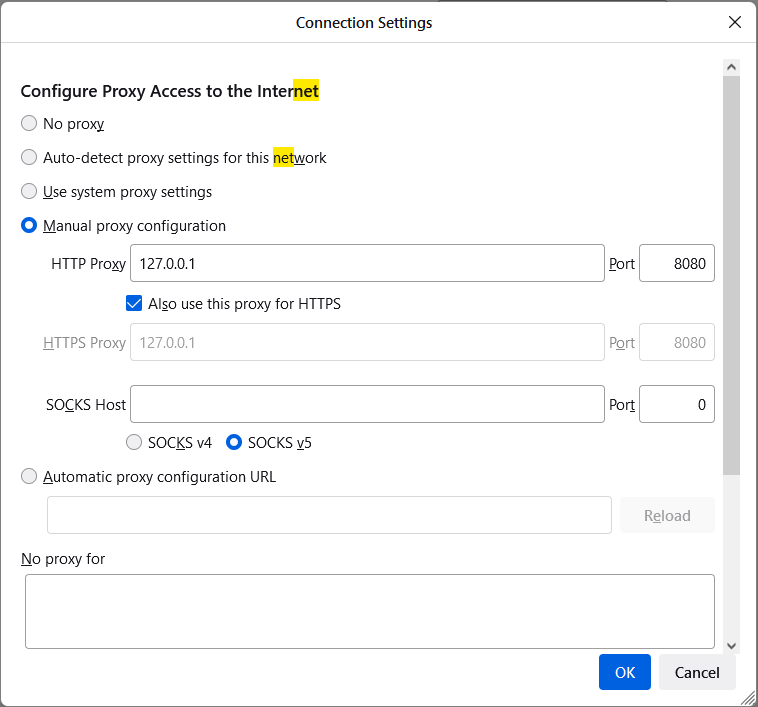 Connection Settings
Configure Proxy Access to the Internet
No proxy
Auto-detect proxy settings for this network
Use system proxy settings
Manual proxy configuration
HTTP Proxy 127.0.0.1 Port 8080
Also use this proxy for HTTPS
HTTPS Proxy 127.0.0.1 Port 8080
SOCKS Host Port 0
SOCKS v4 SOCKS v5
Automatic proxy configuration URL
Reload
No proxy for
OK Cancel